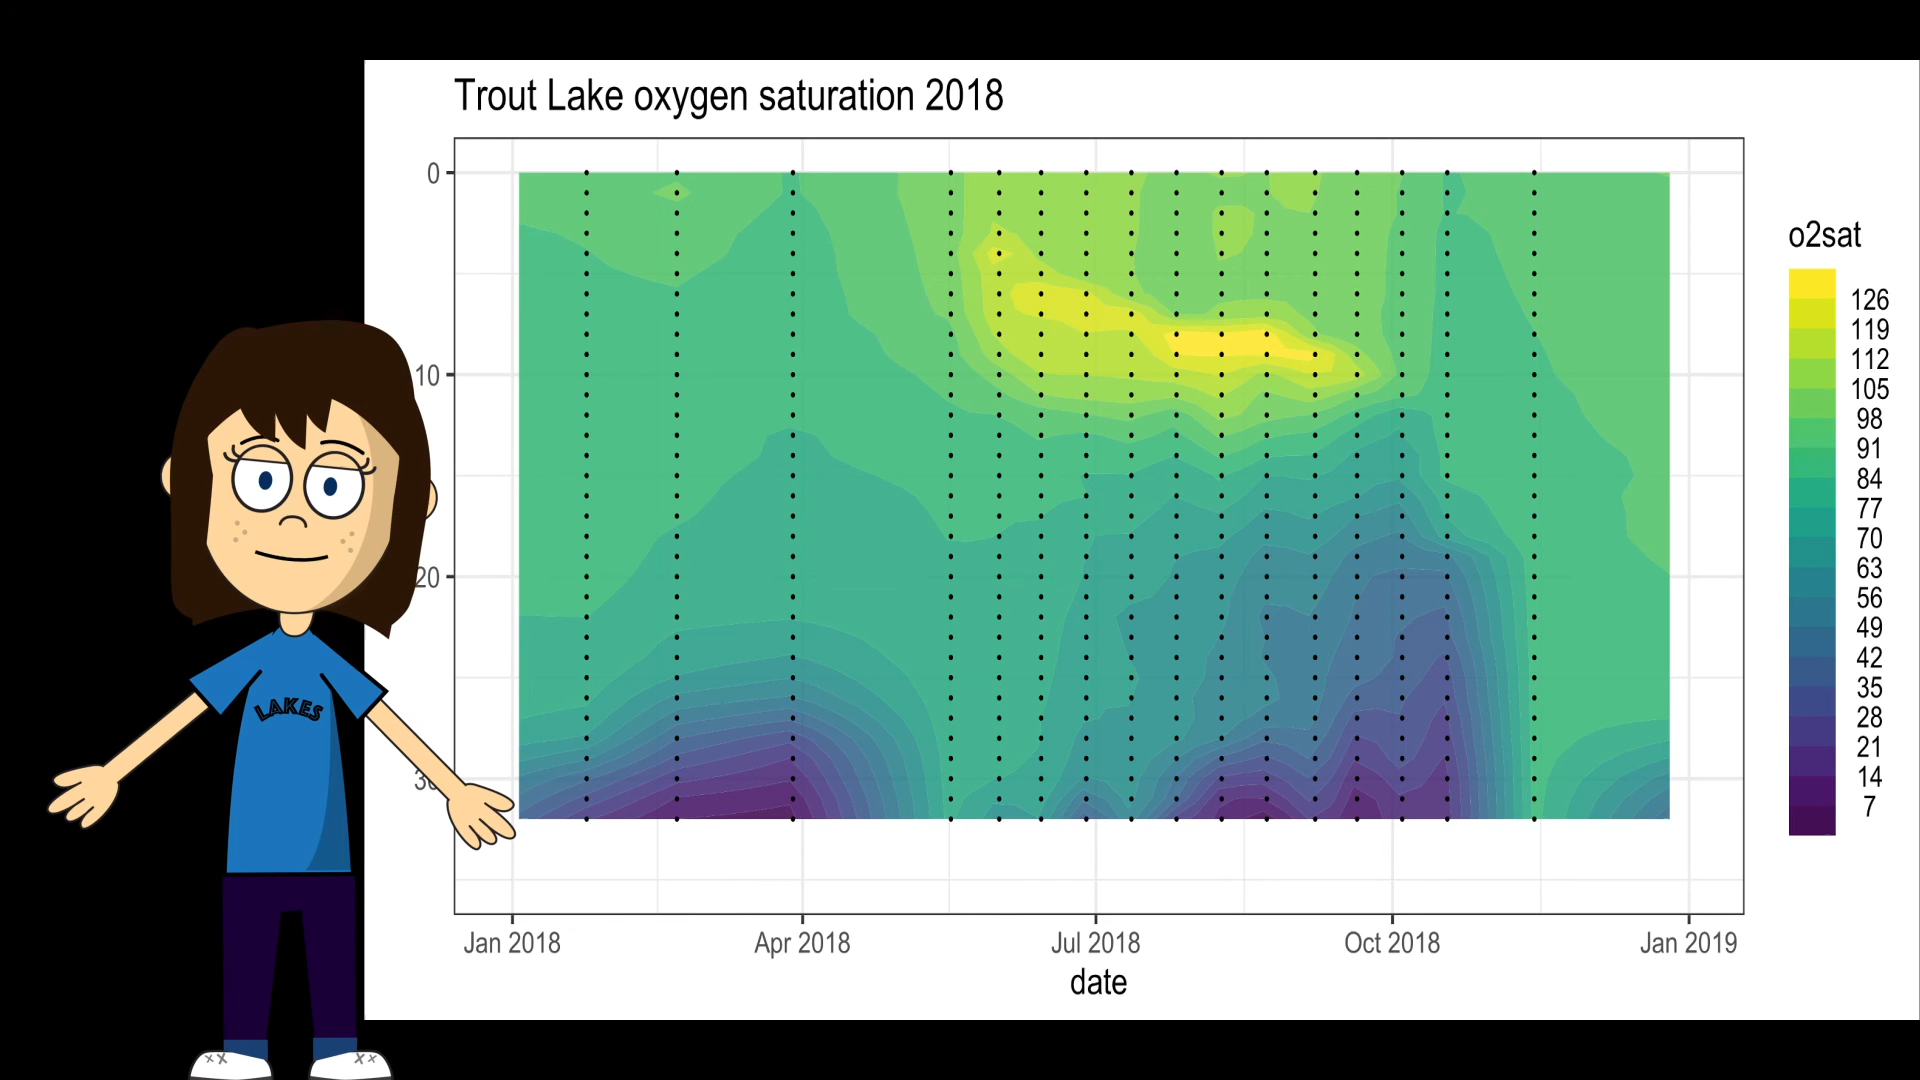 Trout Lake oxygen saturation 2018
0
10
20
30
Jan 2018
Apr 2018
Jul 2018
Oct 2018
Jan 2019
date
o2sat
126
119
112
105
98
91
84
77
70
63
56
49
42
35
28
21
14
7
LAKES